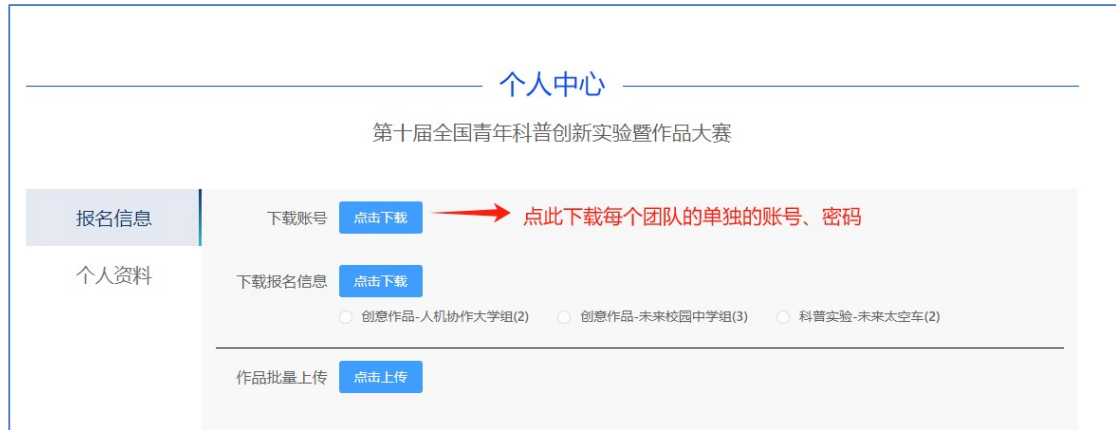 个人中心
第十届全国青年科普创新实验暨作品大赛
报名信息
下载账号 点击下载 点此下载每个团队的单独的账号、密码
个人资料
下载报名信息 点击下载
创意作品-人机协作大学组(2) 创意作品-未来校园中学组(3) 科普实验-未来太空车(2)
作品批量上传 点击上传